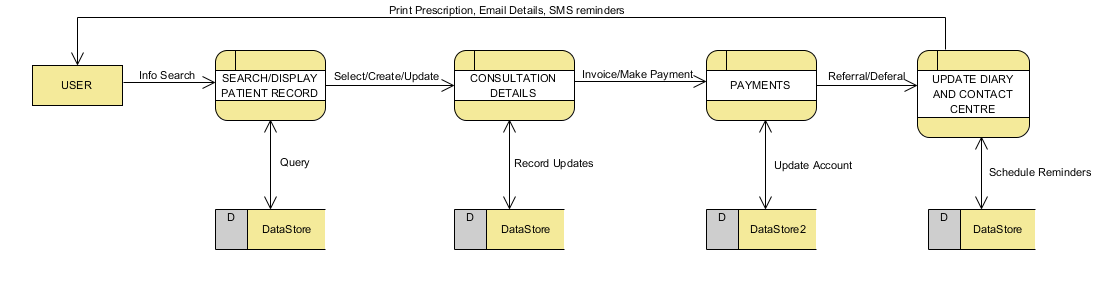 Print Prescription, Email Details, SMS reminders
USER
Info Search
SEARCH/DISPLAY
PATIENT RECORD
Select/Create/Update
CONSULTATION
DETAILS
Invoice/Make Payment
PAYMENTS
Referral/Deferal
UPDATE DIARY
AND CONTACT
CENTRE
Query
Record Updates
Update Account
Schedule Reminders
D
DataStore
D
DataStore
D
DataStore2
D
DataStore